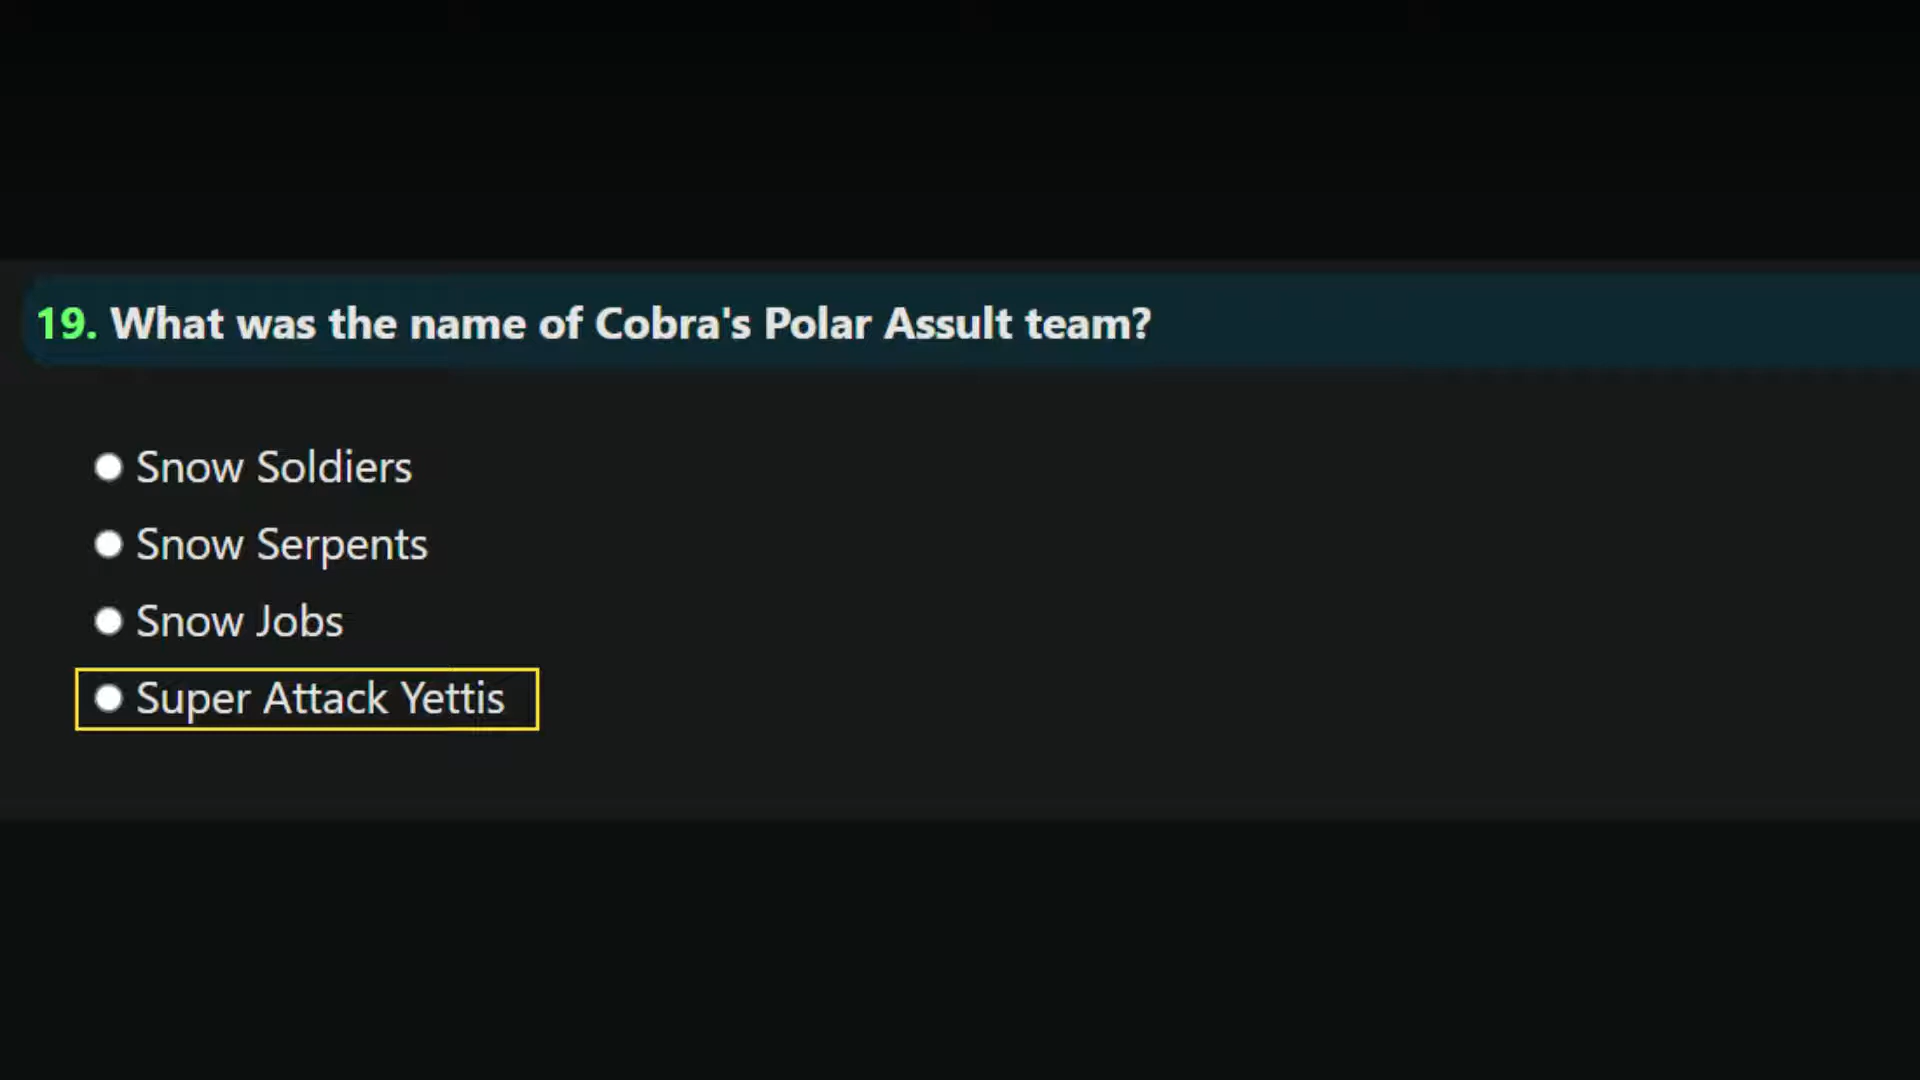 19. What was the name of Cobra's Polar Assult team?
Snow Soldiers
Snow Serpents
Snow Jobs
Super Attack Yettis